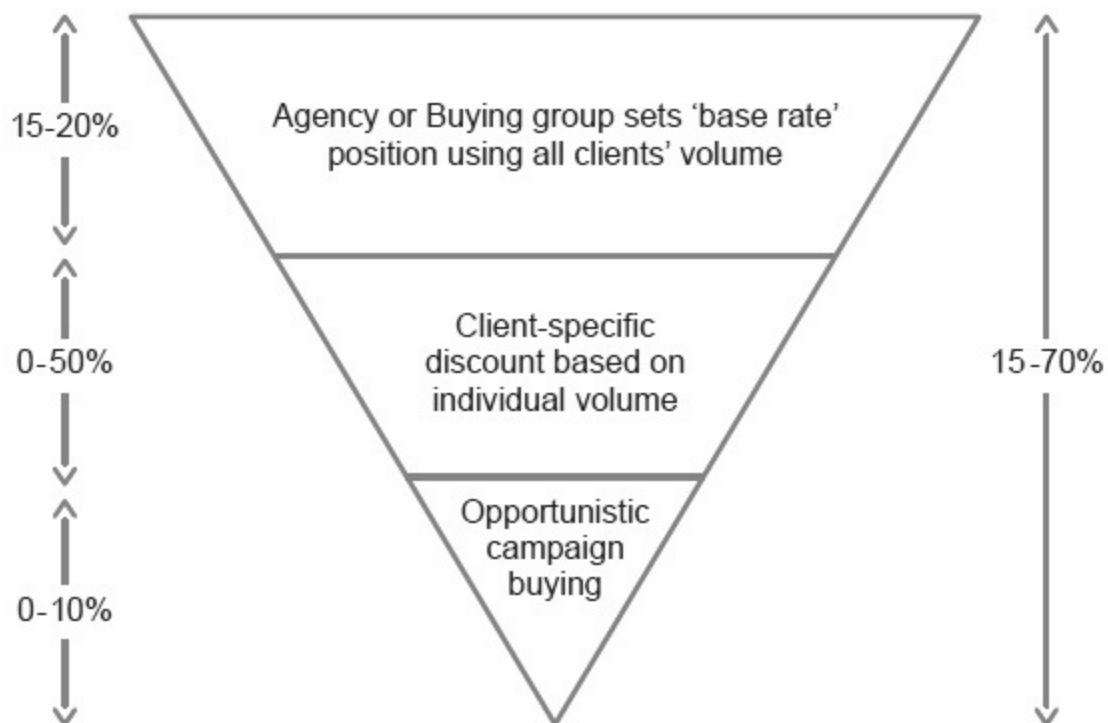 15-20%
Agency or Buying group sets ‘base rate’
position using all clients’ volume
0-50%
Client-specific
discount based on
individual volume
15-70%
0-10%
Opportunistic
campaign
buying